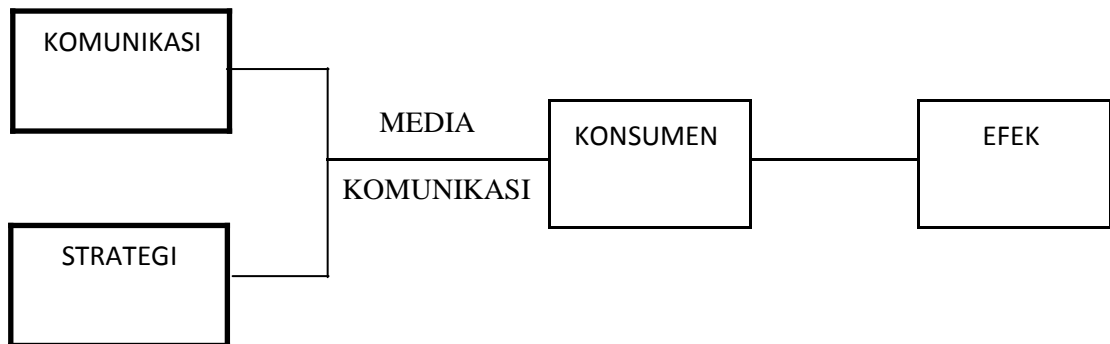 KOMUNIKASI
MEDIA
KOMUNIKASI
KONSUMEN
EFEK
STRATEGI